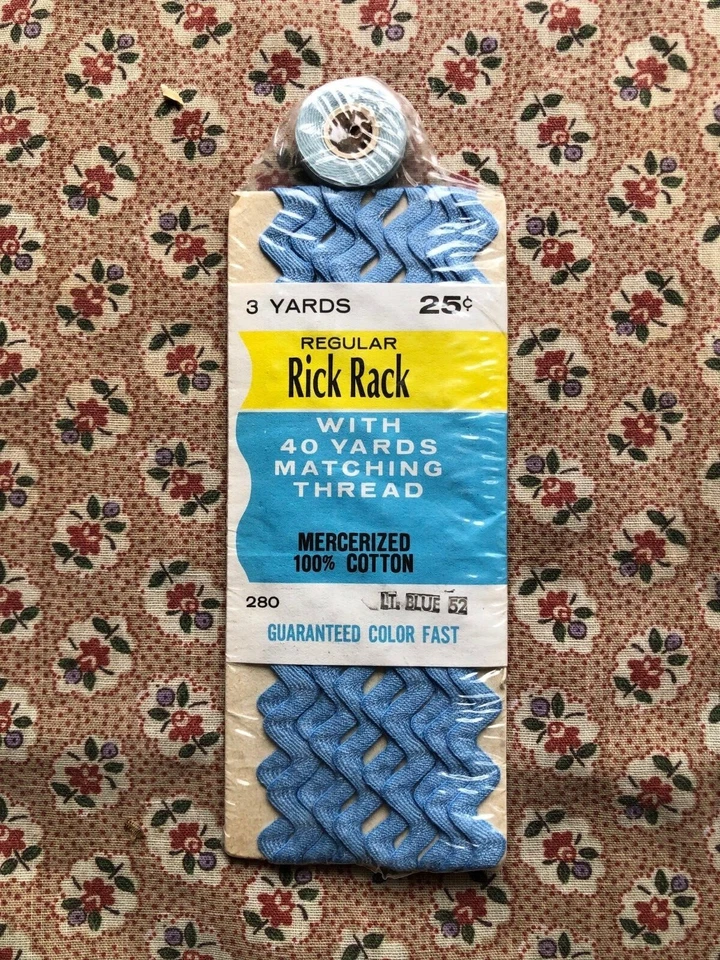 3 YARDS 25¢
REGULAR
Rick Rack
WITH
40 YARDS
MATCHING
THREAD
MERCERIZED
100% COTTON
280 LT. BLUE 52
GUARANTEED COLOR FAST